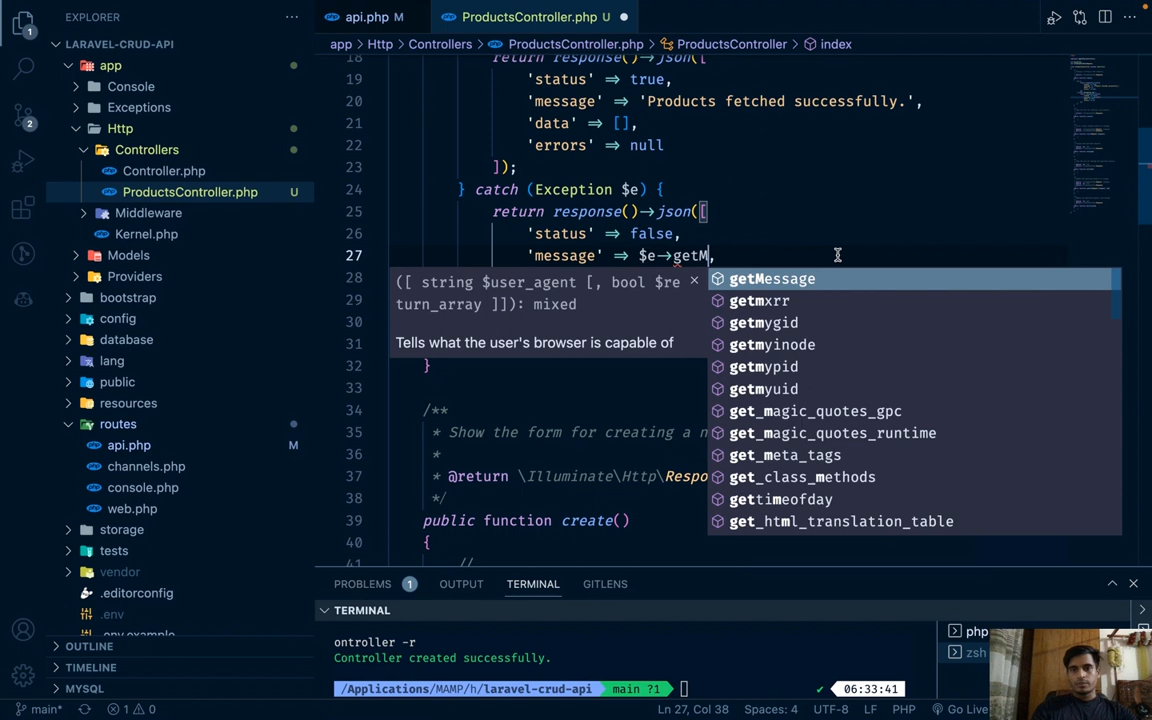 EXPLORER
LARAVEL-CRUD-API
app
Console
Exceptions
Http
Controllers
Controller.php
ProductsController.php U
Middleware
Kernel.php
Models
Providers
bootstrap
config
database
lang
public
resources
routes
api.php M
channels.php
console.php
web.php
storage
tests
vendor
.editorconfig
.env
.env.example
OUTLINE
TIMELINE
MYSQL
api.php M
ProductsController.php U
app > Http > Controllers > ProductsController.php > ProductsController > index
18 return response()->json([
19 'status' => true,
20 'message' => 'Products fetched successfully.',
21 'data' => [],
22 'errors' => null
23 ]);
24 } catch (Exception $e) {
25 return response()->json([
26 'status' => false,
27 'message' => $e->getM,
28
([ string $user_agent [, bool $re
turn_array ]]): mixed
Tells what the user's browser is capable of
getMessage
getmxrr
getmygid
getmyinode
getmypid
getmyuid
get_magic_quotes_gpc
get_magic_quotes_runtime
get_meta_tags
get_class_methods
gettimeofday
get_html_translation_table
29
30
31
32 }
33
34 /**
35 * Show the form for creating a n
36 *
37 * @return \Illuminate\Http\Respo
38 */
39 public function create()
40 {
41 //
PROBLEMS 1 OUTPUT TERMINAL GITLENS
TERMINAL
ontroller -r
Controller created successfully.
/Applications/MAMP/h/laravel-crud-api main ?1 06:33:41
php
zsh
2
2
main* 1 0 Ln 27, Col 38 Spaces: 4 UTF-8 LF PHP Go Live